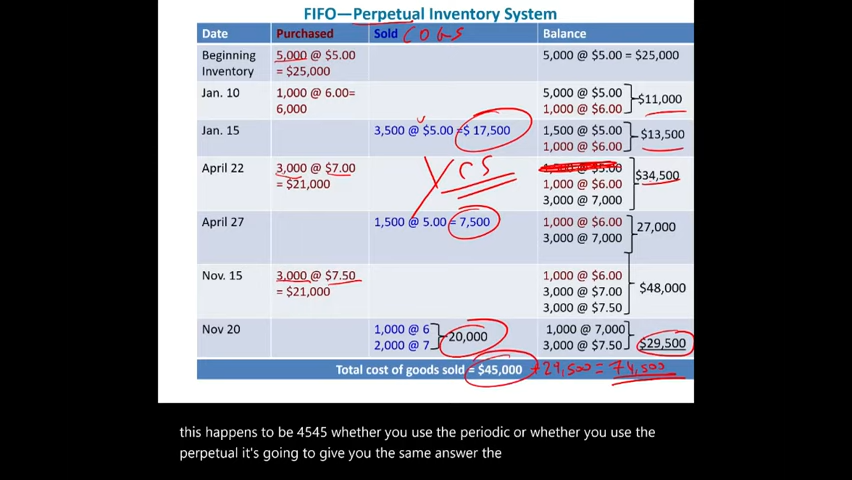 FIFO—Perpetual Inventory System
Date Purchased Sold COGS Balance
Beginning Inventory 5,000 @ $5.00 = $25,000 5,000 @ $5.00 = $25,000
Jan. 10 1,000 @ 6.00= 6,000 5,000 @ $5.00 1,000 @ $6.00 $11,000
Jan. 15 3,500 @ $5.00 =$ 17,500 1,500 @ $5.00 1,000 @ $6.00 $13,500
April 22 3,000 @ $7.00 = $21,000 1,000 @ $6.00 3,000 @ 7,000 $34,500
April 27 1,500 @ 5.00 = 7,500 1,000 @ $6.00 3,000 @ 7,000 27,000
Nov. 15 3,000 @ $7.50 = $21,000 1,000 @ $6.00 3,000 @ $7.00 3,000 @ $7.50 $48,000
Nov 20 1,000 @ 6 2,000 @ 7 20,000 1,000 @ 7,000 3,000 @ $7.50 $29,500
Total cost of goods sold = $45,000 +29,500 = 74,500
this happens to be 4545 whether you use the periodic or whether you use the
perpetual it's going to give you the same answer the